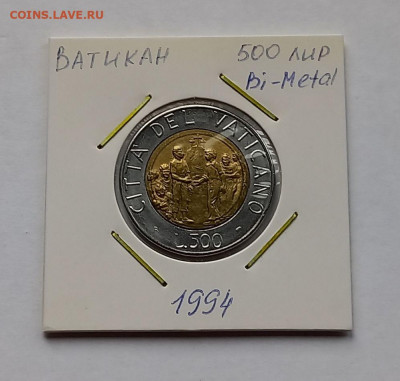 COINS.LAVE.RU
ВАТИКАН 500 лир
Bi-Metal
CITTA' DEL VATICANO
L.500
1994